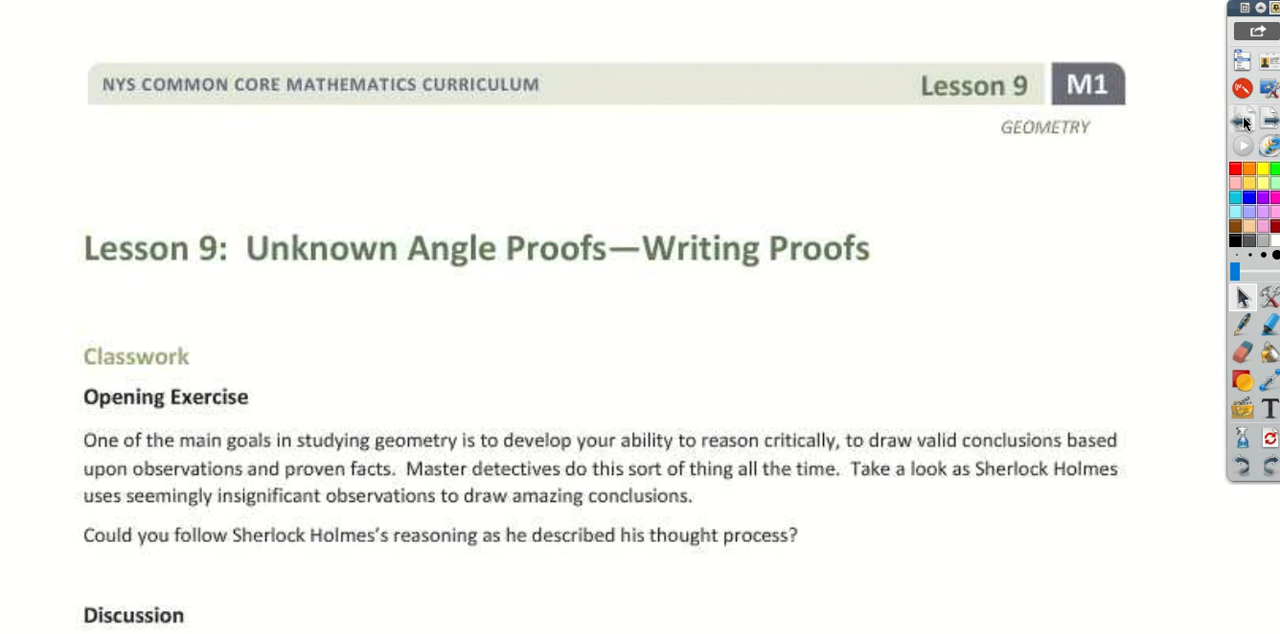 NYS COMMON CORE MATHEMATICS CURRICULUM
Lesson 9
M1
GEOMETRY
Lesson 9: Unknown Angle Proofs—Writing Proofs
Classwork
Opening Exercise
One of the main goals in studying geometry is to develop your ability to reason critically, to draw valid conclusions based
upon observations and proven facts. Master detectives do this sort of thing all the time. Take a look as Sherlock Holmes
uses seemingly insignificant observations to draw amazing conclusions.
Could you follow Sherlock Holmes's reasoning as he described his thought process?
Discussion
T